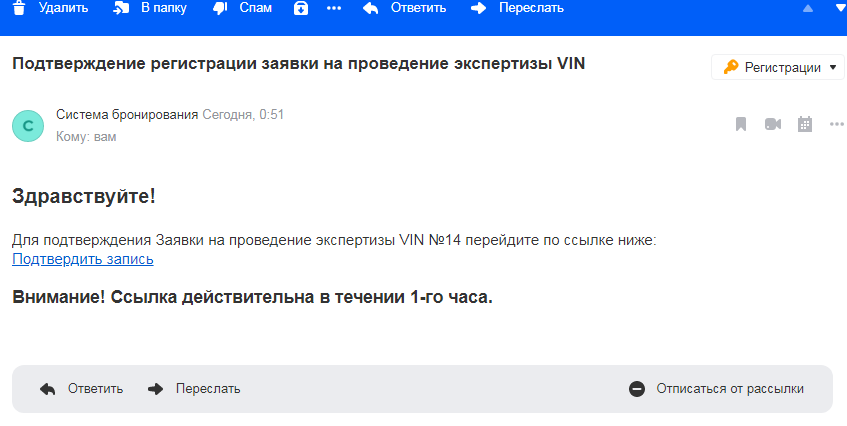 Удалить В папку Спам Ответить Переслать
Подтверждение регистрации заявки на проведение экспертизы VIN
Регистрации
С
Система бронирования Сегодня, 0:51
Кому: вам
Здравствуйте!
Для подтверждения Заявки на проведение экспертизы VIN №14 перейдите по ссылке ниже:
Подтвердить запись
Внимание! Ссылка действительна в течении 1-го часа.
Ответить Переслать Отписаться от рассылки